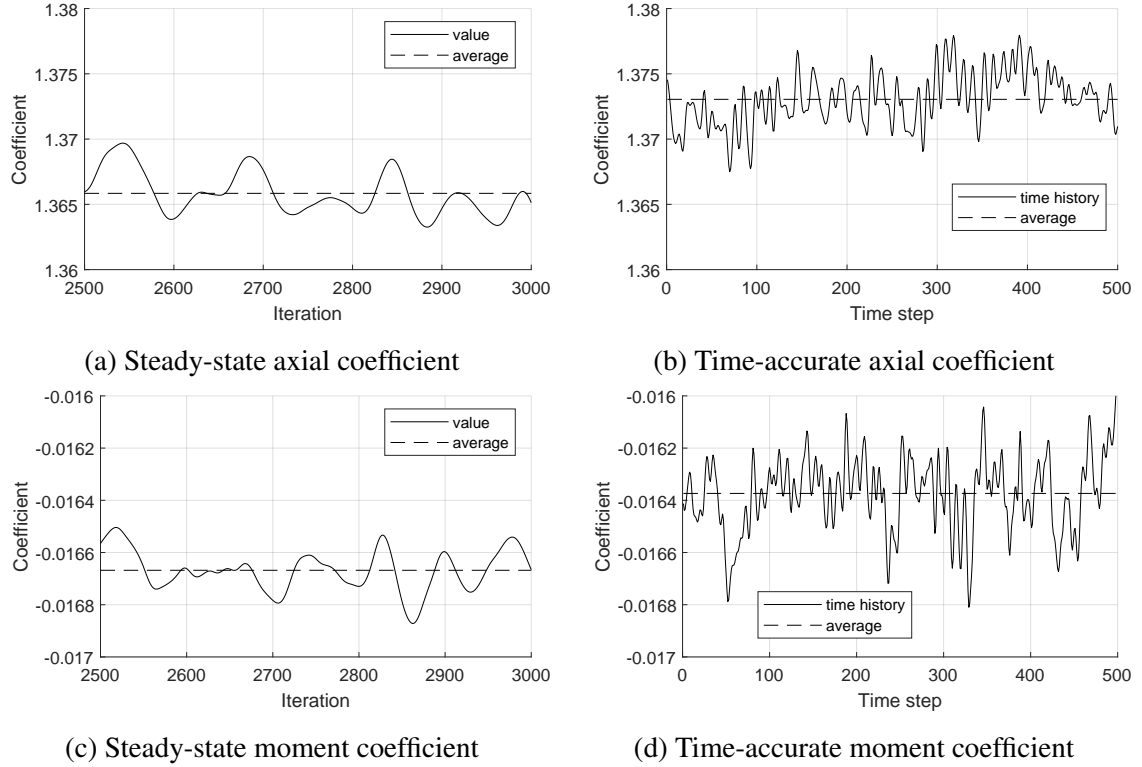 1.38
1.375
1.37
1.365
1.36
Coefficient
value
average
2500 2600 2700 2800 2900 3000
Iteration
(a) Steady-state axial coefficient
1.38
1.375
1.37
1.365
1.36
Coefficient
time history
average
0 100 200 300 400 500
Time step
(b) Time-accurate axial coefficient
-0.016
-0.0162
-0.0164
-0.0166
-0.0168
-0.017
Coefficient
value
average
2500 2600 2700 2800 2900 3000
Iteration
(c) Steady-state moment coefficient
-0.016
-0.0162
-0.0164
-0.0166
-0.0168
-0.017
Coefficient
time history
average
0 100 200 300 400 500
Time step
(d) Time-accurate moment coefficient